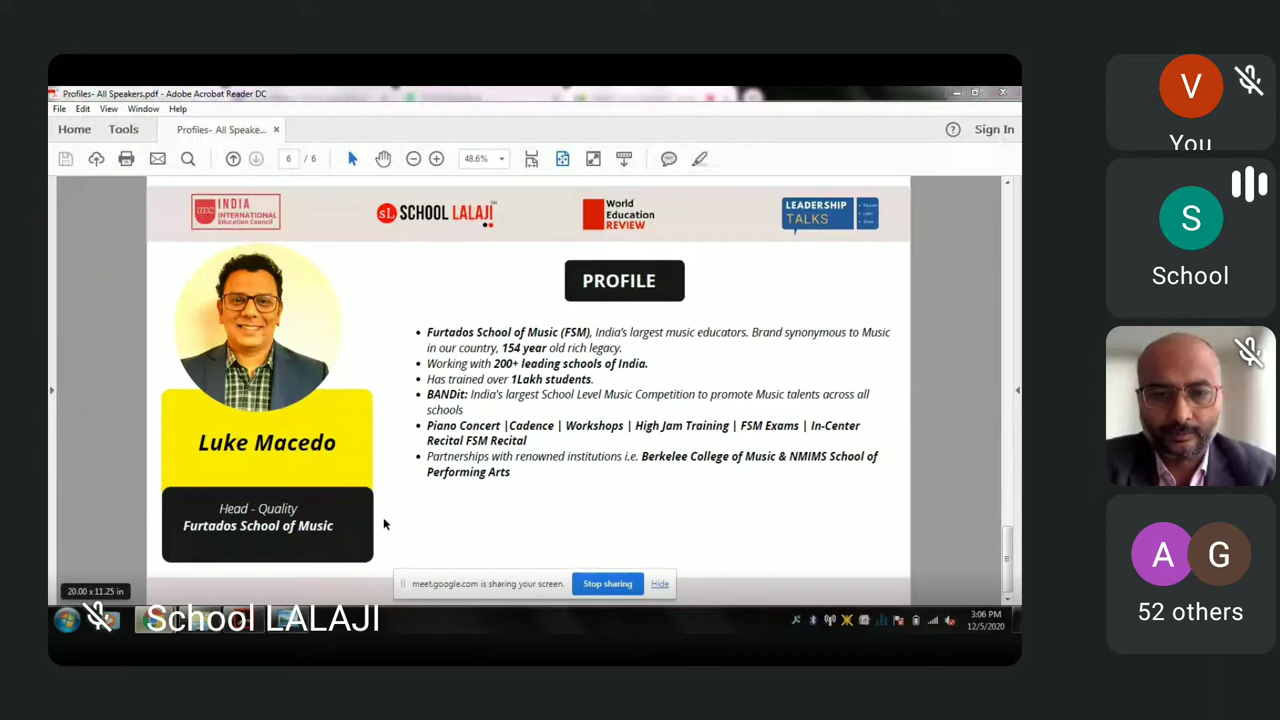 Profiles- All Speakers.pdf - Adobe Acrobat Reader DC
File Edit View Window Help
Home Tools Profiles- All Speake... × ? Sign In
6 / 6 48.6%
IIEC INDIA INTERNATIONAL Education Council
sL SCHOOL LALAJI™
World Education REVIEW
LEADERSHIP TALKS
PROFILE
• Furtados School of Music (FSM), India's largest music educators. Brand synonymous to Music
in our country, 154 year old rich legacy.
• Working with 200+ leading schools of India.
• Has trained over 1Lakh students.
• BANDit: India's largest School Level Music Competition to promote Music talents across all
schools
• Piano Concert |Cadence | Workshops | High Jam Training | FSM Exams | In-Center
Recital FSM Recital
• Partnerships with renowned institutions i.e. Berkelee College of Music & NMIMS School of
Performing Arts
Luke Macedo
Head - Quality
Furtados School of Music
meet.google.com is sharing your screen. Stop sharing Hide
20.00 x 11.25 in
School LALAJI
3:06 PM
12/5/2020
V
You
S
School
A G
52 others